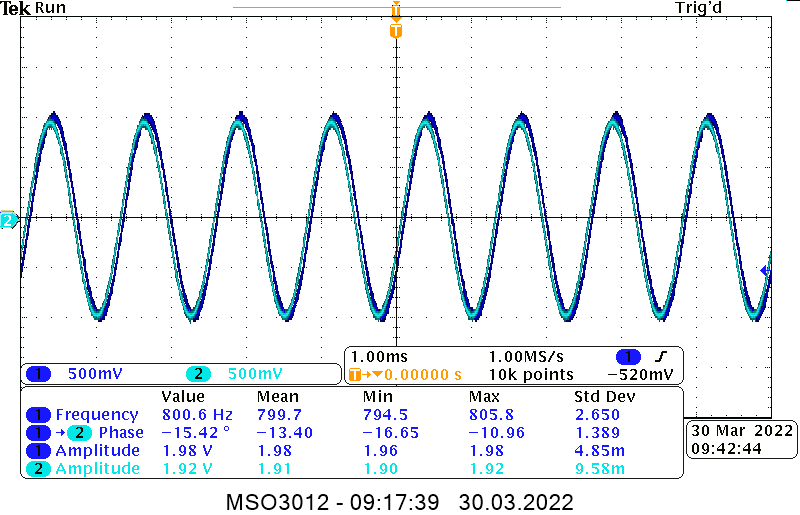 Tek Run Trig'd
T
T
2
1.00ms 1.00MS/s 1
1 500mV 2 500mV T→▼0.00000 s 10k points −520mV
Value Mean Min Max Std Dev
1 Frequency 800.6 Hz 799.7 794.5 805.8 2.650
1 →2 Phase −15.42 ° −13.40 −16.65 −10.96 1.389
1 Amplitude 1.98 V 1.98 1.96 1.98 4.85m
2 Amplitude 1.92 V 1.91 1.90 1.92 9.58m
30 Mar 2022
09:42:44
MSO3012 - 09:17:39 30.03.2022